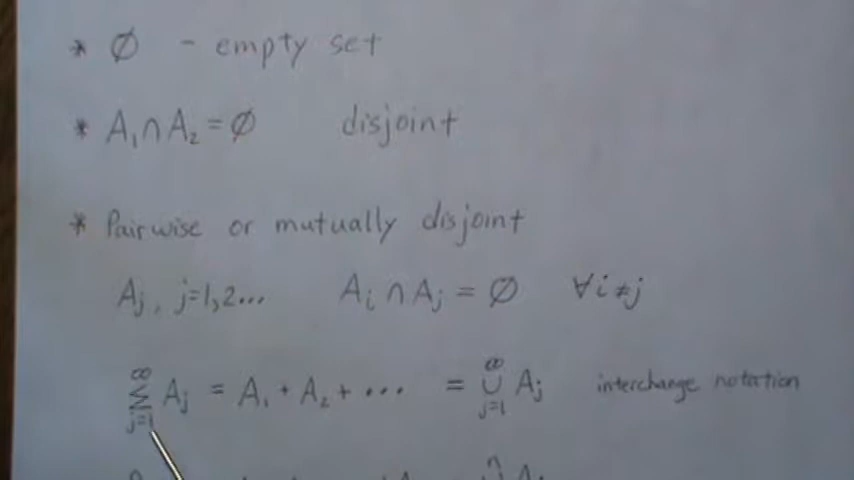 * ∅ - empty set
* A₁∩A₂=∅ disjoint
* Pairwise or mutually disjoint
Aⱼ, j=1,2... Aᵢ∩Aⱼ=∅ ∀i≠j
∞ ∞
Σ Aⱼ = A₁+A₂+... = ∪ Aⱼ interchange notation
j=1 j=1